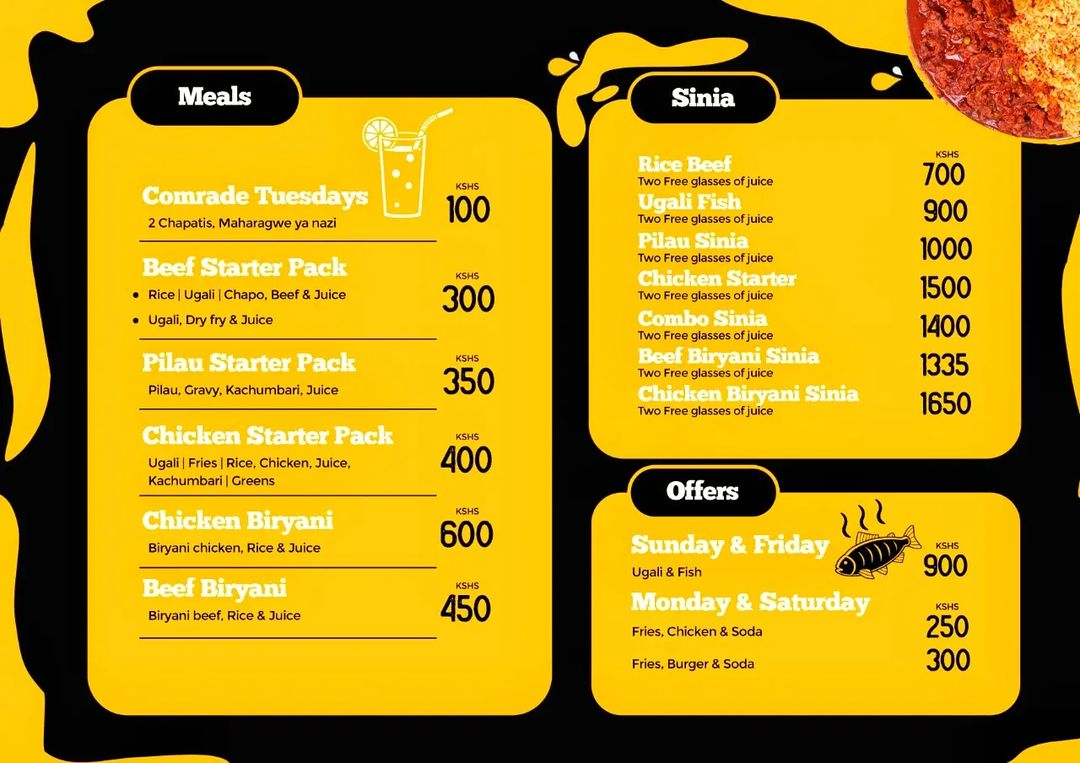 Meals
Comrade Tuesdays
2 Chapatis, Maharagwe ya nazi
KSHS
100
Beef Starter Pack
• Rice | Ugali | Chapo, Beef & Juice
• Ugali, Dry fry & Juice
KSHS
300
Pilau Starter Pack
Pilau, Gravy, Kachumbari, Juice
KSHS
350
Chicken Starter Pack
Ugali | Fries | Rice, Chicken, Juice,
Kachumbari | Greens
KSHS
400
Chicken Biryani
Biryani chicken, Rice & Juice
KSHS
600
Beef Biryani
Biryani beef, Rice & Juice
KSHS
450
Sinia
KSHS
Rice Beef
Two Free glasses of juice
700
Ugali Fish
Two Free glasses of juice
900
Pilau Sinia
Two Free glasses of juice
1000
Chicken Starter
Two Free glasses of juice
1500
Combo Sinia
Two Free glasses of juice
1400
Beef Biryani Sinia
Two Free glasses of juice
1335
Chicken Biryani Sinia
Two Free glasses of juice
1650
Offers
Sunday & Friday
Ugali & Fish
KSHS
900
Monday & Saturday
KSHS
Fries, Chicken & Soda
250
Fries, Burger & Soda
300